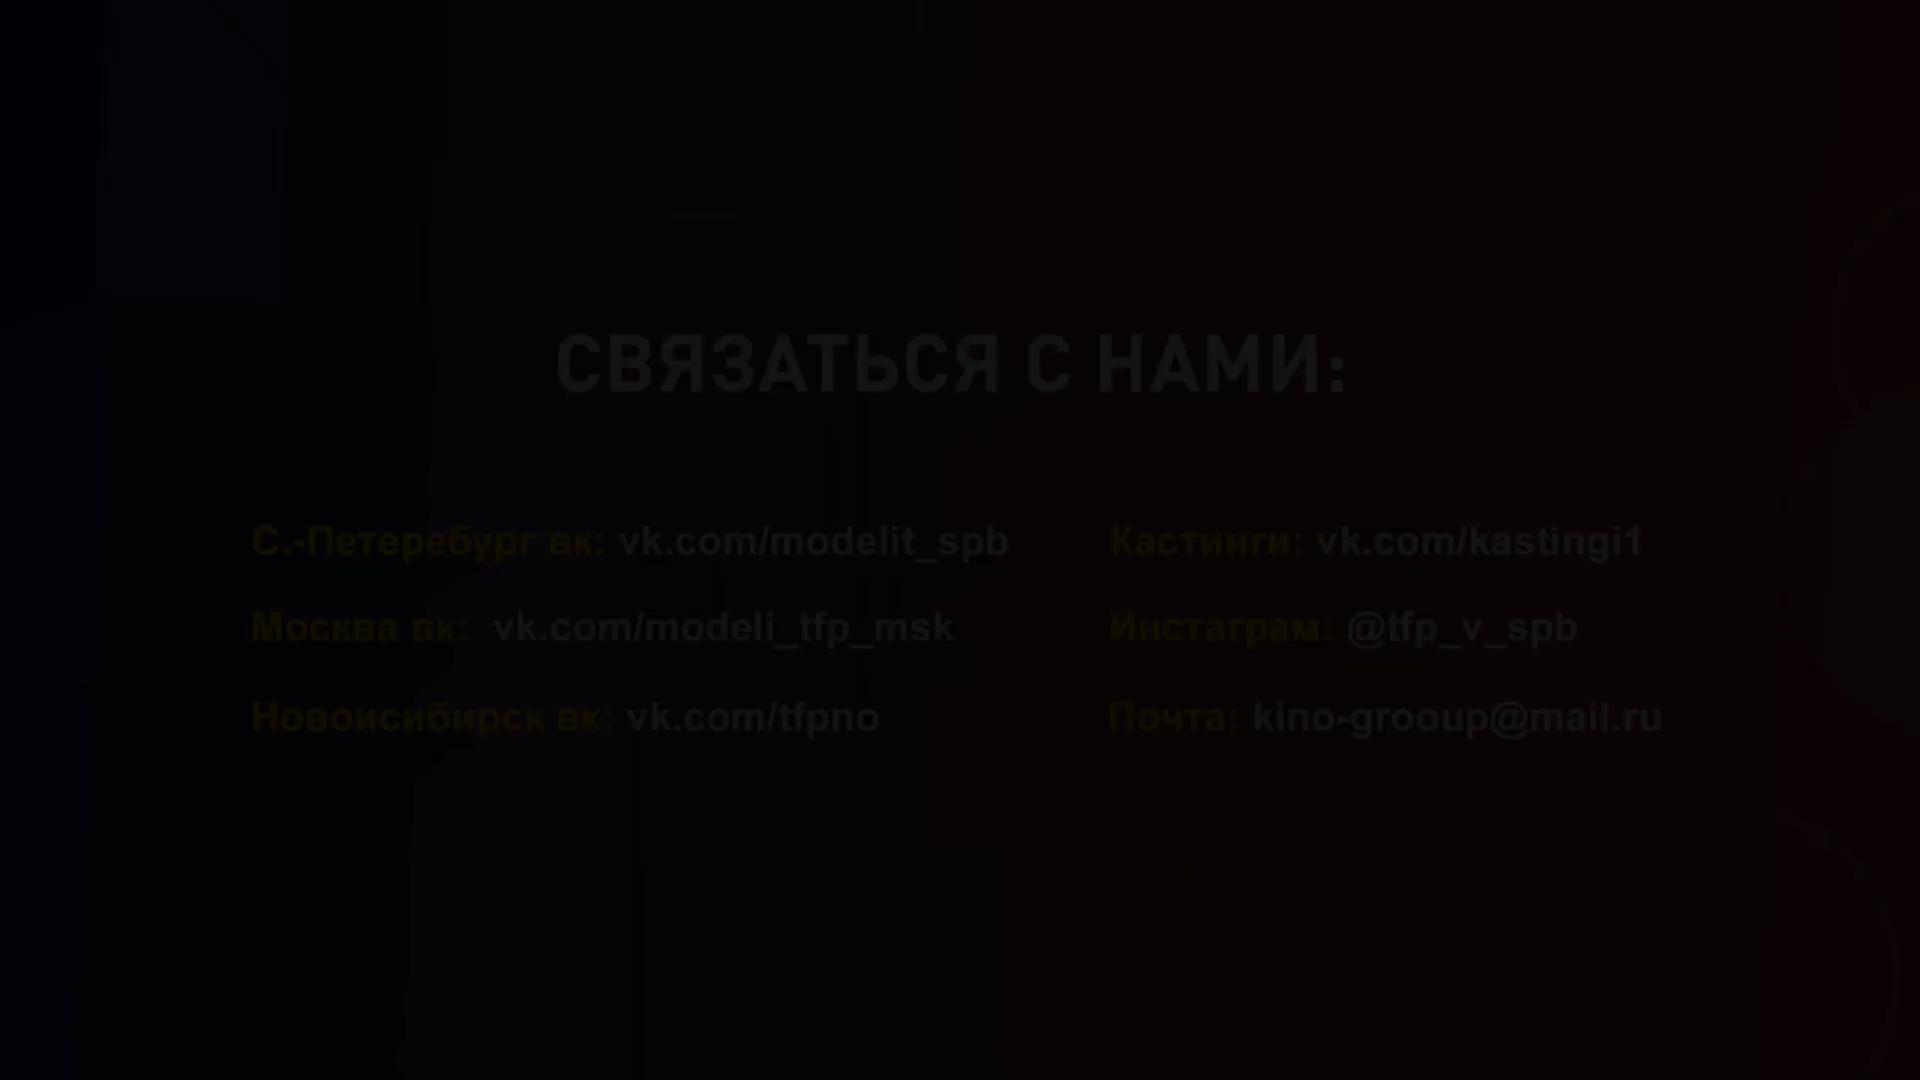 СВЯЗАТЬСЯ С НАМИ:
С.-Петеребург вк: vk.com/modelit_spb
Москва вк: vk.com/modeli_tfp_msk
Новоисибирск вк: vk.com/tfpno
Кастинги: vk.com/kastingi1
Инстаграм: @tfp_v_spb
Почта: kino-grooup@mail.ru